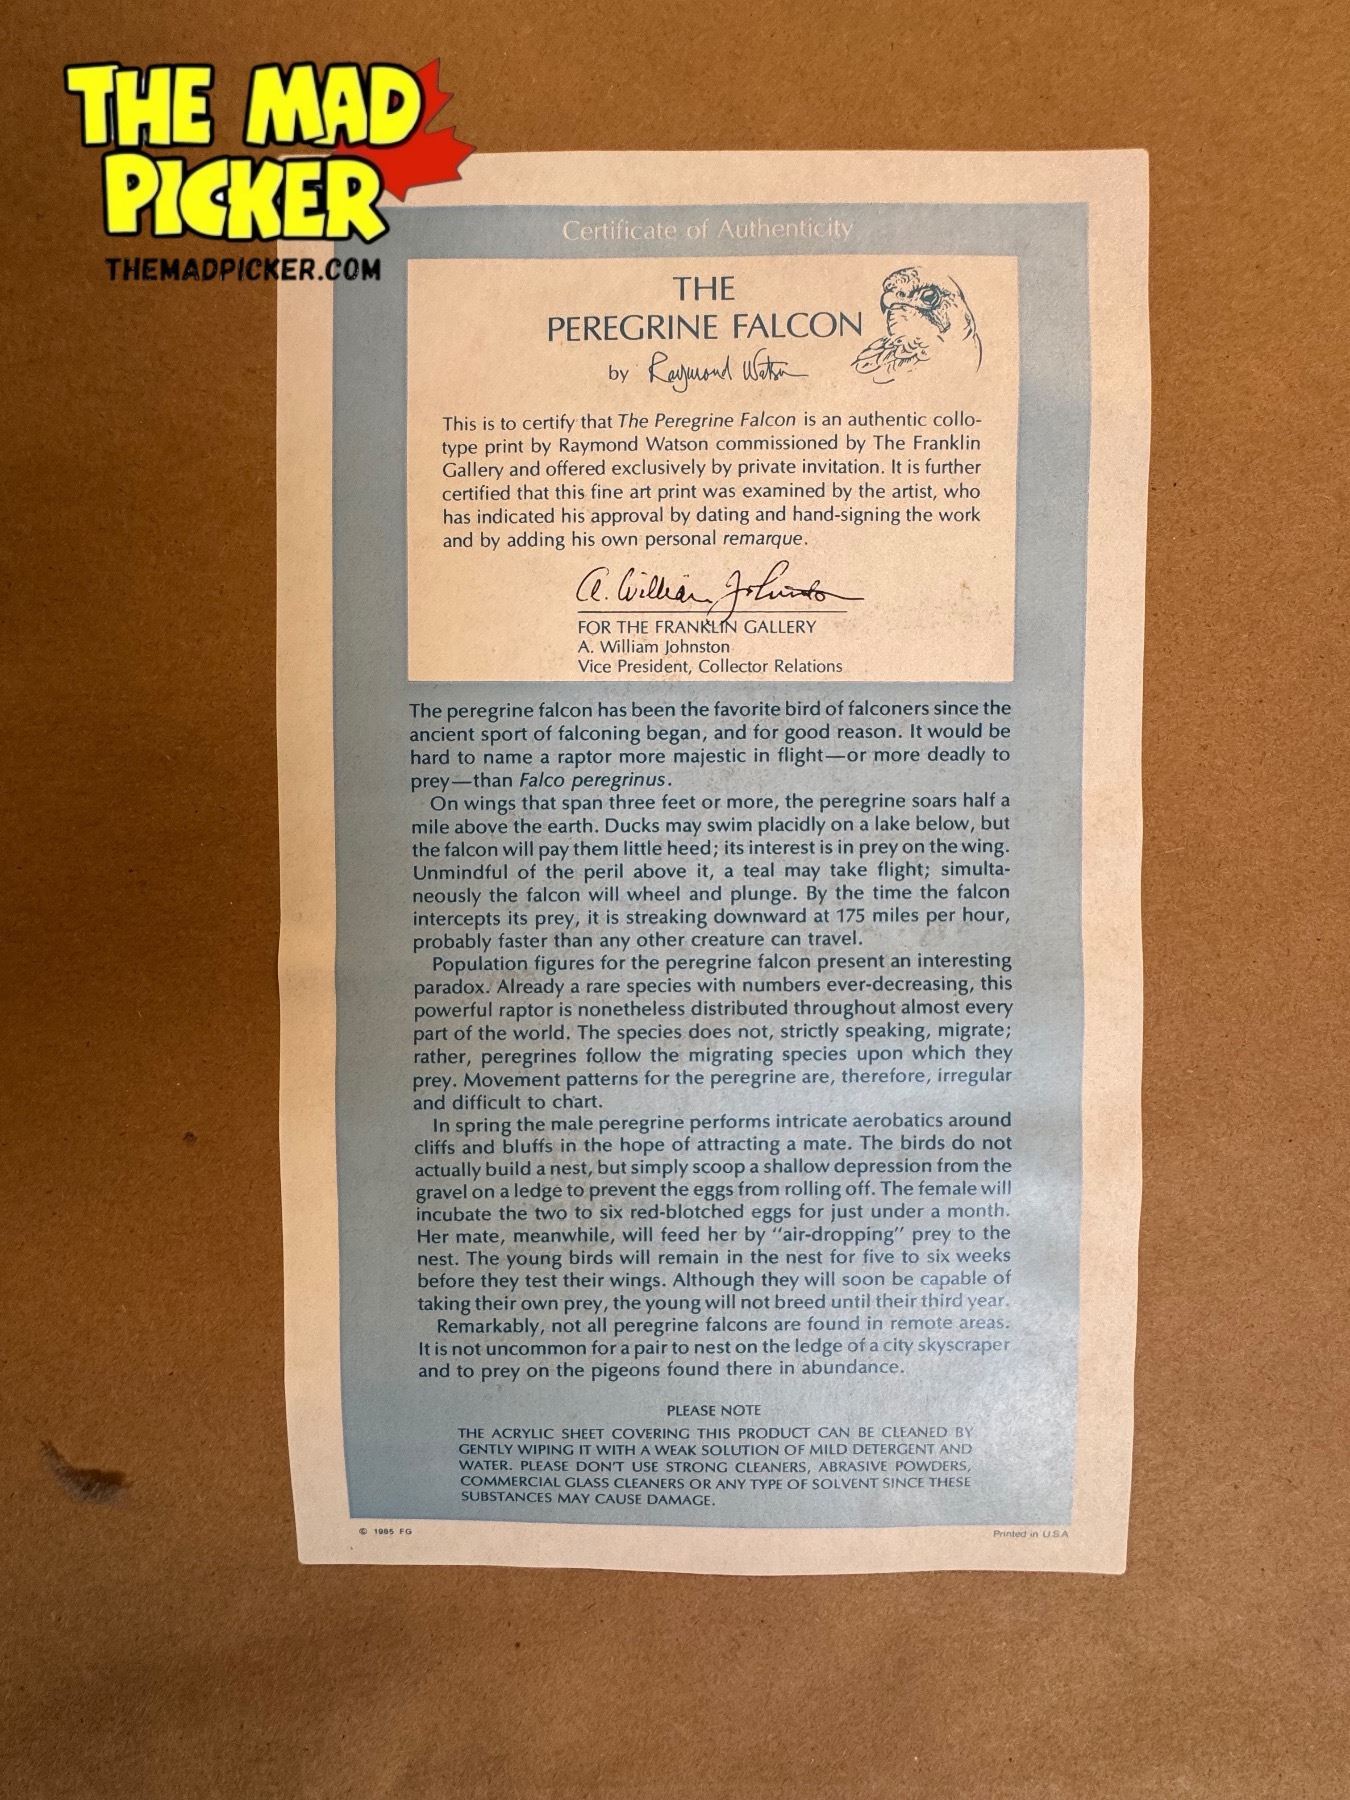 THE MAD
PICKER
THEMADPICKER.COM
Certificate of Authenticity
THE
PEREGRINE FALCON
by Raymond Watson
This is to certify that The Peregrine Falcon is an authentic collo-
type print by Raymond Watson commissioned by The Franklin
Gallery and offered exclusively by private invitation. It is further
certified that this fine art print was examined by the artist, who
has indicated his approval by dating and hand-signing the work
and by adding his own personal remarque.
A. William Johnston
FOR THE FRANKLIN GALLERY
A. William Johnston
Vice President, Collector Relations
The peregrine falcon has been the favorite bird of falconers since the
ancient sport of falconing began, and for good reason. It would be
hard to name a raptor more majestic in flight—or more deadly to
prey—than Falco peregrinus.
On wings that span three feet or more, the peregrine soars half a
mile above the earth. Ducks may swim placidly on a lake below, but
the falcon will pay them little heed; its interest is in prey on the wing.
Unmindful of the peril above it, a teal may take flight; simulta-
neously the falcon will wheel and plunge. By the time the falcon
intercepts its prey, it is streaking downward at 175 miles per hour,
probably faster than any other creature can travel.
Population figures for the peregrine falcon present an interesting
paradox. Already a rare species with numbers ever-decreasing, this
powerful raptor is nonetheless distributed throughout almost every
part of the world. The species does not, strictly speaking, migrate;
rather, peregrines follow the migrating species upon which they
prey. Movement patterns for the peregrine are, therefore, irregular
and difficult to chart.
In spring the male peregrine performs intricate aerobatics around
cliffs and bluffs in the hope of attracting a mate. The birds do not
actually build a nest, but simply scoop a shallow depression from the
gravel on a ledge to prevent the eggs from rolling off. The female will
incubate the two to six red-blotched eggs for just under a month.
Her mate, meanwhile, will feed her by "air-dropping" prey to the
nest. The young birds will remain in the nest for five to six weeks
before they test their wings. Although they will soon be capable of
taking their own prey, the young will not breed until their third year.
Remarkably, not all peregrine falcons are found in remote areas.
It is not uncommon for a pair to nest on the ledge of a city skyscraper
and to prey on the pigeons found there in abundance.
PLEASE NOTE
THE ACRYLIC SHEET COVERING THIS PRODUCT CAN BE CLEANED BY
GENTLY WIPING IT WITH A WEAK SOLUTION OF MILD DETERGENT AND
WATER. PLEASE DON'T USE STRONG CLEANERS, ABRASIVE POWDERS,
COMMERCIAL GLASS CLEANERS OR ANY TYPE OF SOLVENT SINCE THESE
SUBSTANCES MAY CAUSE DAMAGE.
© 1985 FG
Printed in U.S.A